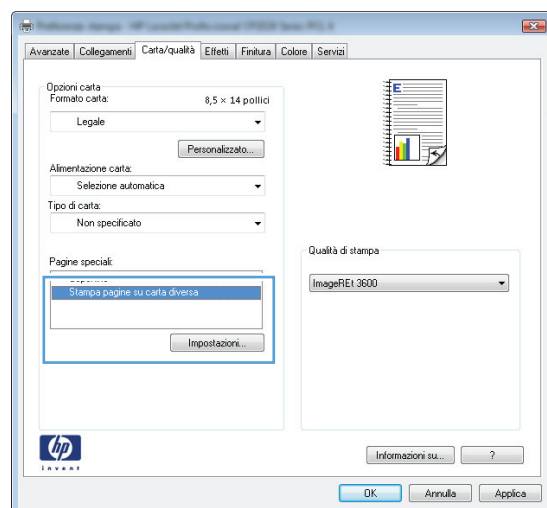 Avanzate Collegamenti Carta/qualità Effetti Finitura Colore Servizi
Opzioni carta
Formato carta: 8,5 × 14 pollici
Legale
Personalizzato...
Alimentazione carta:
Selezione automatica
Tipo di carta:
Non specificato
Pagine speciali:
Stampa pagine su carta diversa
Impostazioni...
E
Qualità di stampa
ImageREt 3600
hp
invent
Informazioni su... ?
OK Annulla Applica